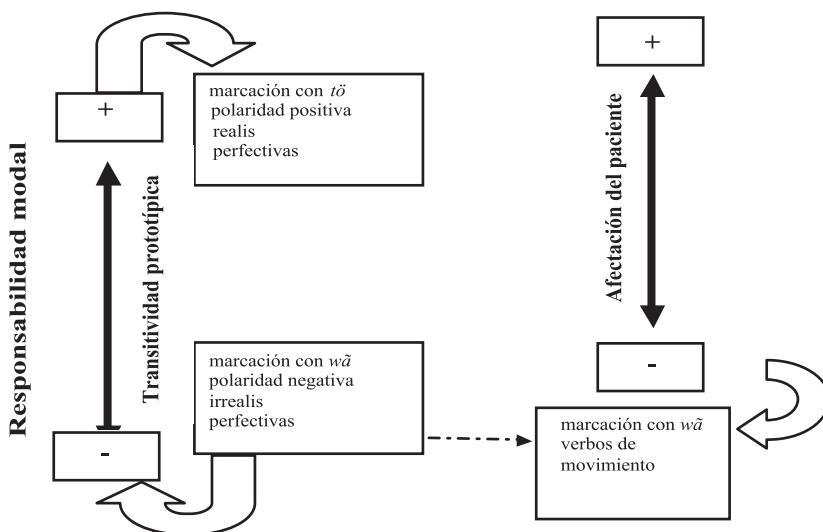 Responsabilidad modal
+
Transitividad prototípica
-
marcación con tö
polaridad positiva
realis
perfectivas
marcación con wã
polaridad negativa
irrealis
perfectivas
+
Afectación del paciente
-
marcación con wã
verbos de
movimiento